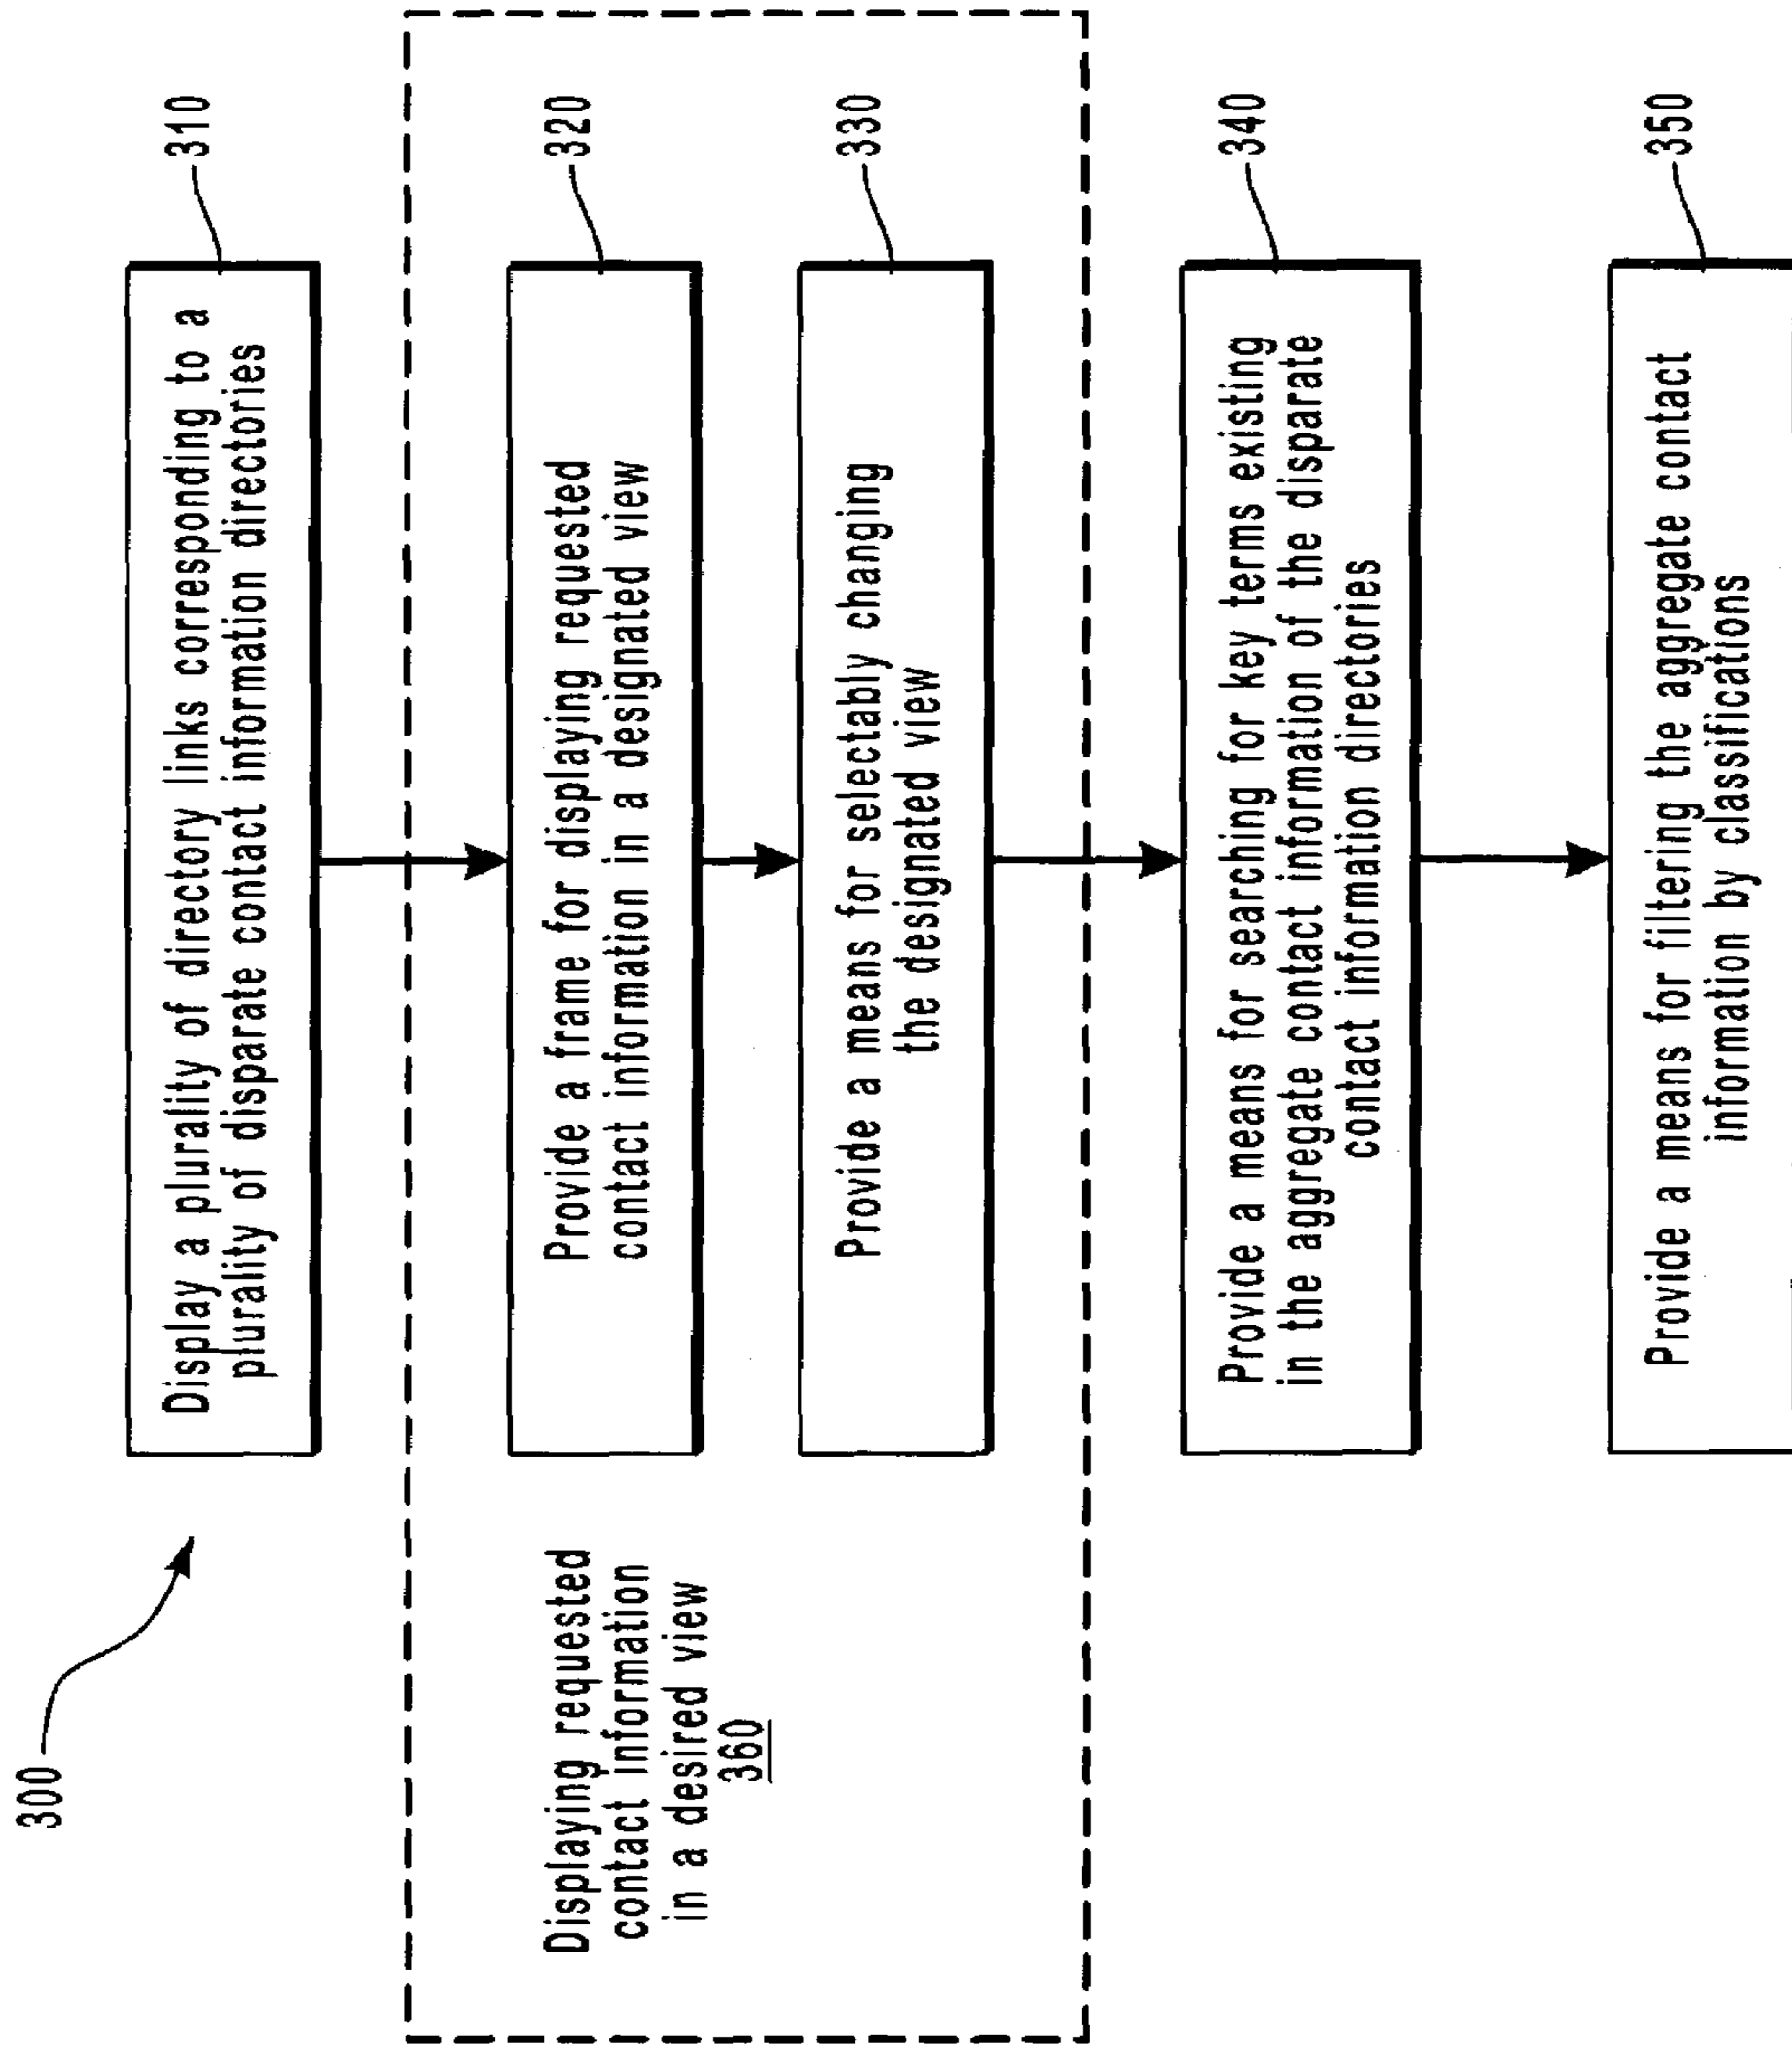 300
Display a plurality of directory links corresponding to a
plurality of disparate contact information directories
310
Displaying requested
contact information
in a desired view
360
Provide a frame for displaying requested
contact information in a designated view
320
Provide a means for selectably changing
the designated view
330
Provide a means for searching for key terms existing
in the aggregate contact information of the disparate
contact information directories
340
Provide a means for filtering the aggregate contact
information by classifications
350